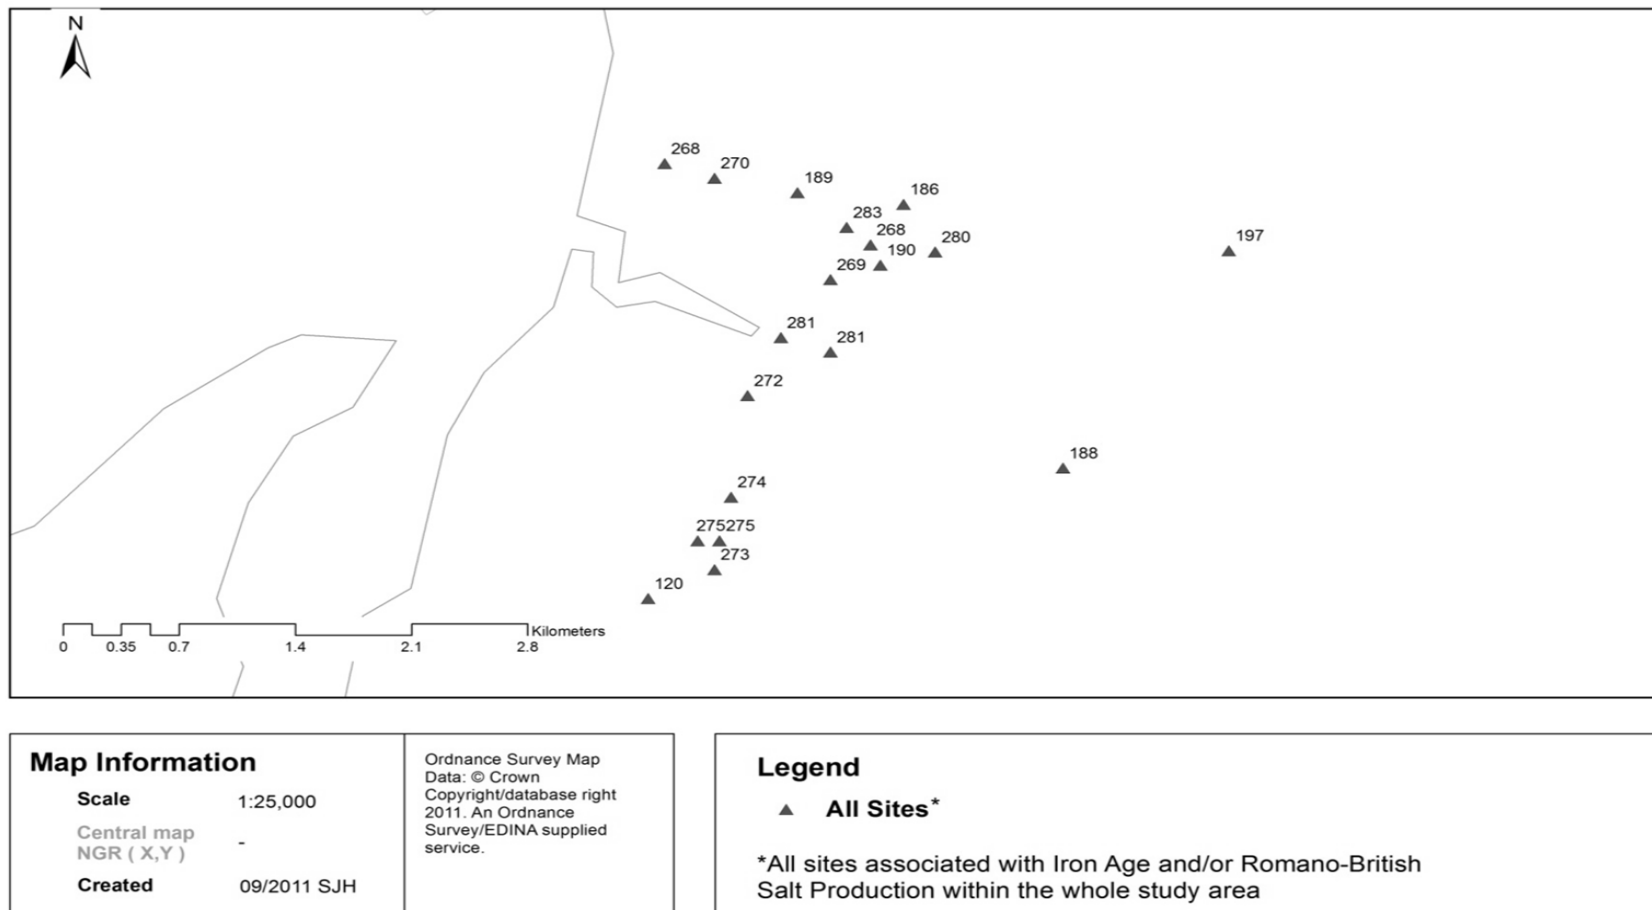 N
268
270
189
186
283
268
280
197
190
269
281
281
272
188
274
275275
273
120
Kilometers
0 0.35 0.7 1.4 2.1 2.8
Map Information
Scale 1:25,000
Central map
NGR ( X,Y ) -
Created 09/2011 SJH
Ordnance Survey Map
Data: © Crown
Copyright/database right
2011. An Ordnance
Survey/EDINA supplied
service.
Legend
All Sites*
*All sites associated with Iron Age and/or Romano-British
Salt Production within the whole study area